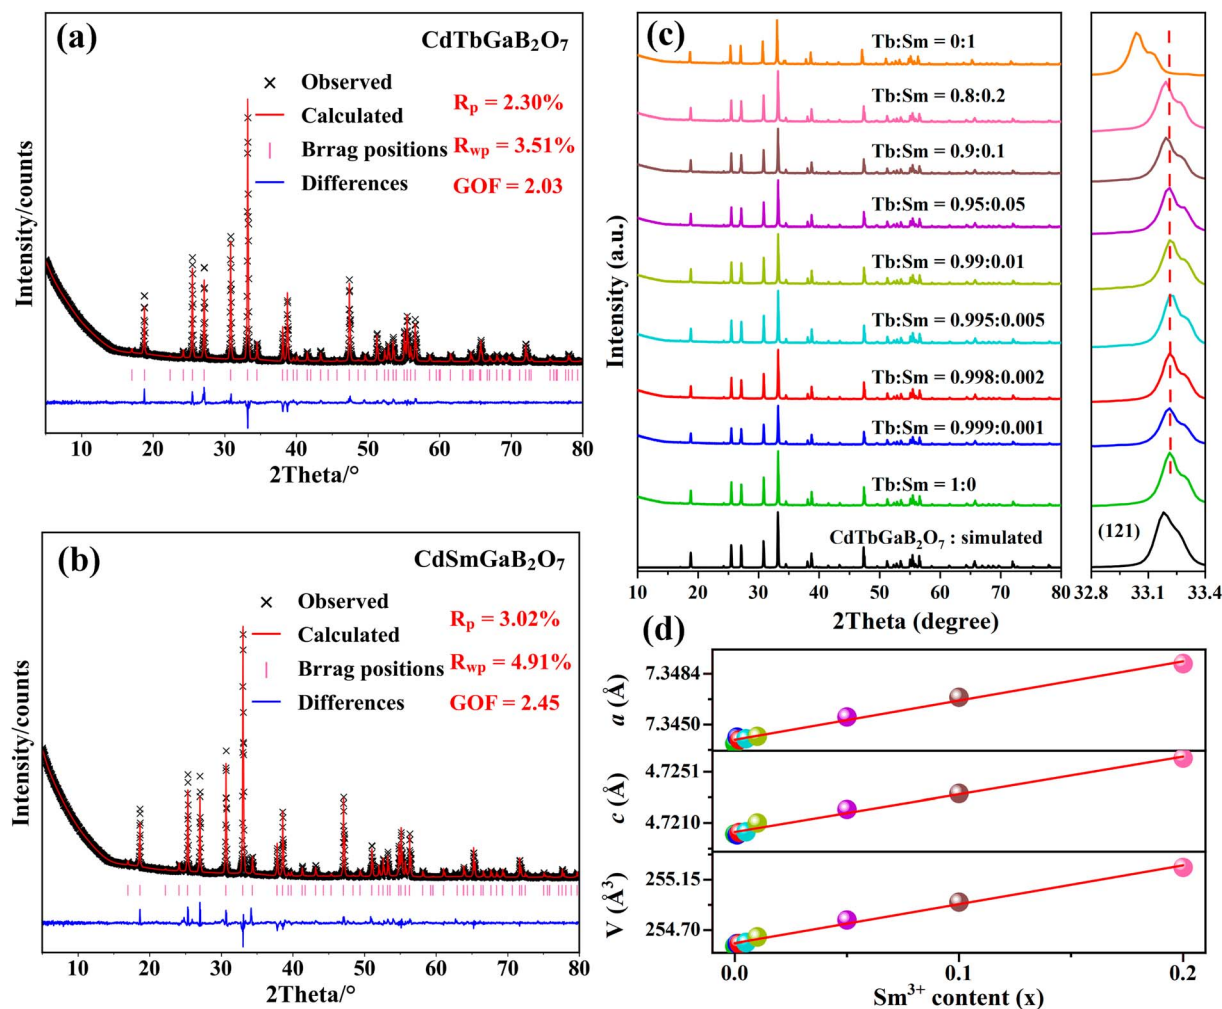 (a)
CdTbGaB₂O₇
Observed
Calculated
Brrag positions
Differences
Rₚ = 2.30%
R_wp = 3.51%
GOF = 2.03
Intensity/counts
10 20 30 40 50 60 70 80
2Theta/°
(b)
CdSmGaB₂O₇
Observed
Calculated
Brrag positions
Differences
Rₚ = 3.02%
R_wp = 4.91%
GOF = 2.45
Intensity/counts
10 20 30 40 50 60 70 80
2Theta/°
(c)
Tb:Sm = 0:1
Tb:Sm = 0.8:0.2
Tb:Sm = 0.9:0.1
Tb:Sm = 0.95:0.05
Tb:Sm = 0.99:0.01
Tb:Sm = 0.995:0.005
Tb:Sm = 0.998:0.002
Tb:Sm = 0.999:0.001
Tb:Sm = 1:0
CdTbGaB₂O₇ : simulated
(121)
Intensity (a.u.)
10 20 30 40 50 60 70 80
32.8 33.1 33.4
2Theta (degree)
(d)
a (Å)
7.3484
7.3450
c (Å)
4.7251
4.7210
V (Å³)
255.15
254.70
0.0 0.1 0.2
Sm³⁺ content (x)